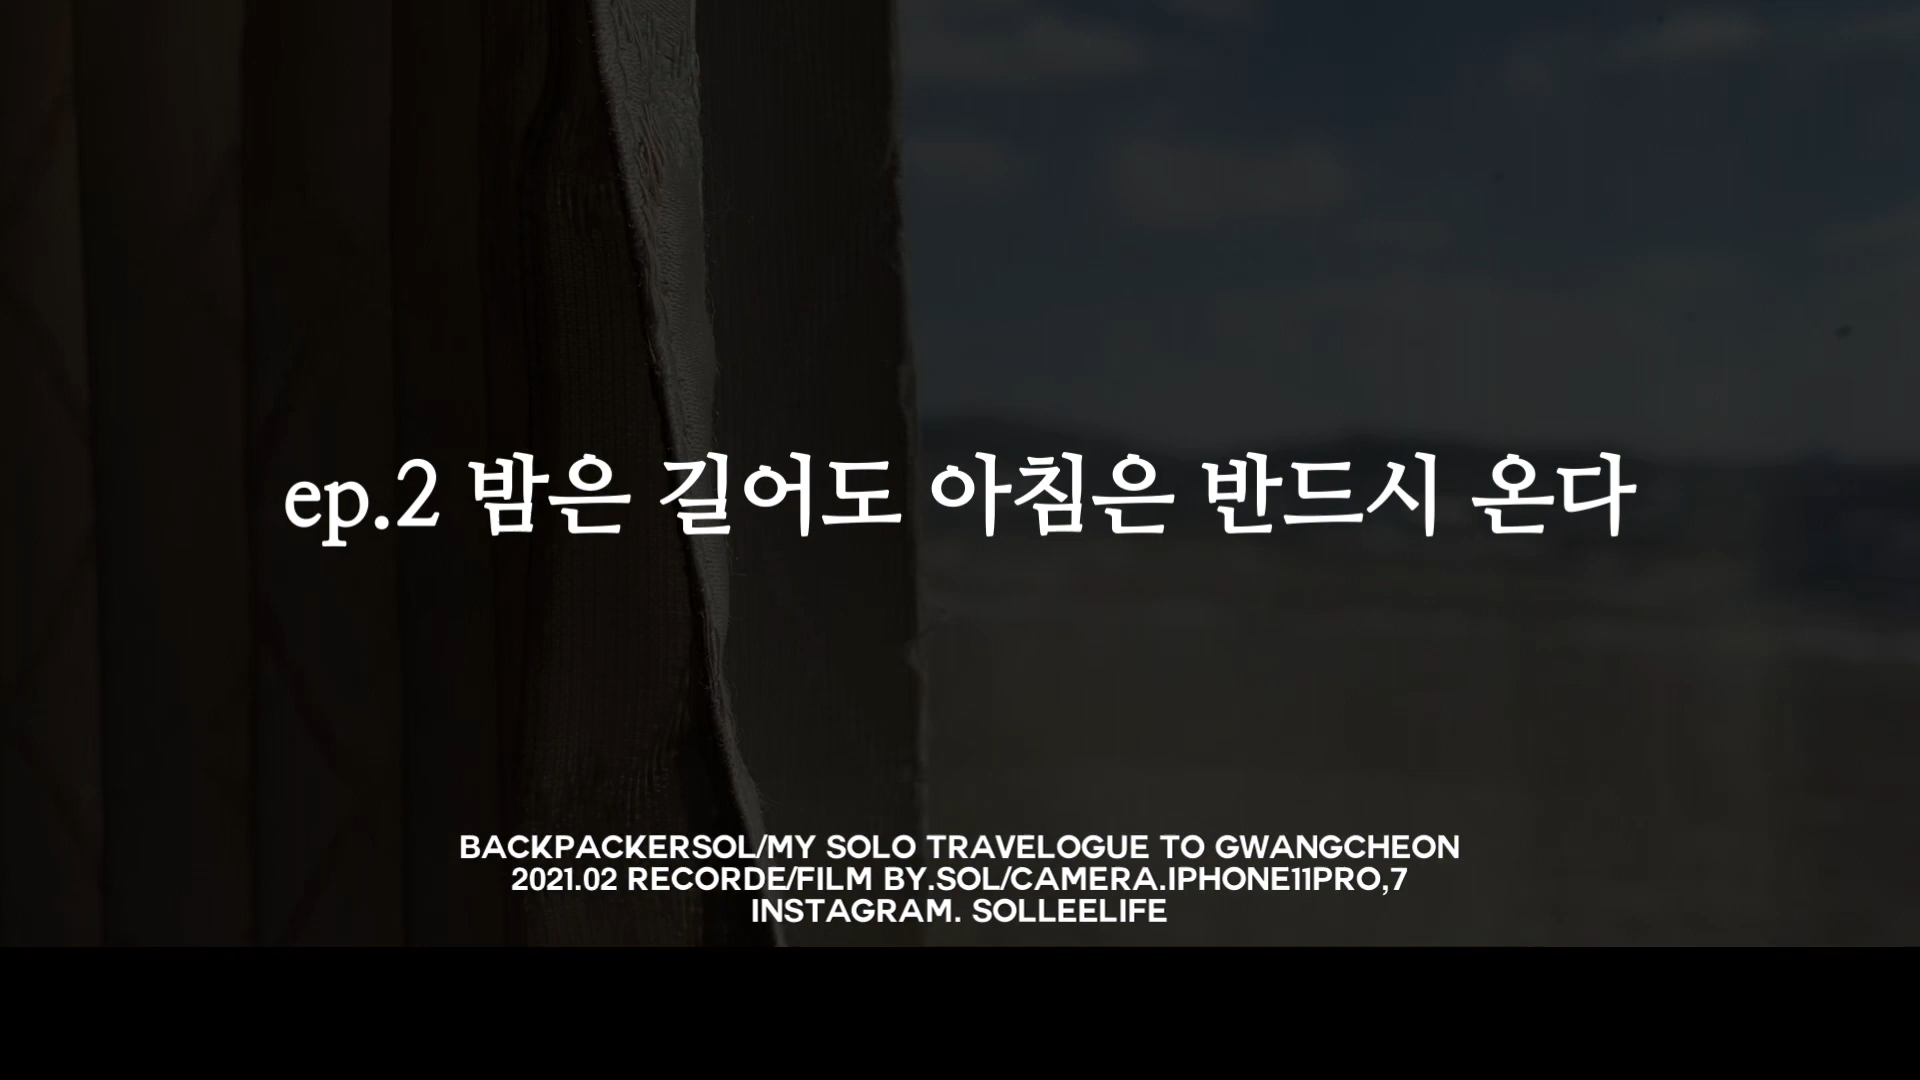 ep.2 밤은 길어도 아침은 반드시 온다
BACKPACKERSOL/MY SOLO TRAVELOGUE TO GWANGCHEON
2021.02 RECORDE/FILM BY.SOL/CAMERA.IPHONE11PRO,7
INSTAGRAM. SOLLEELIFE